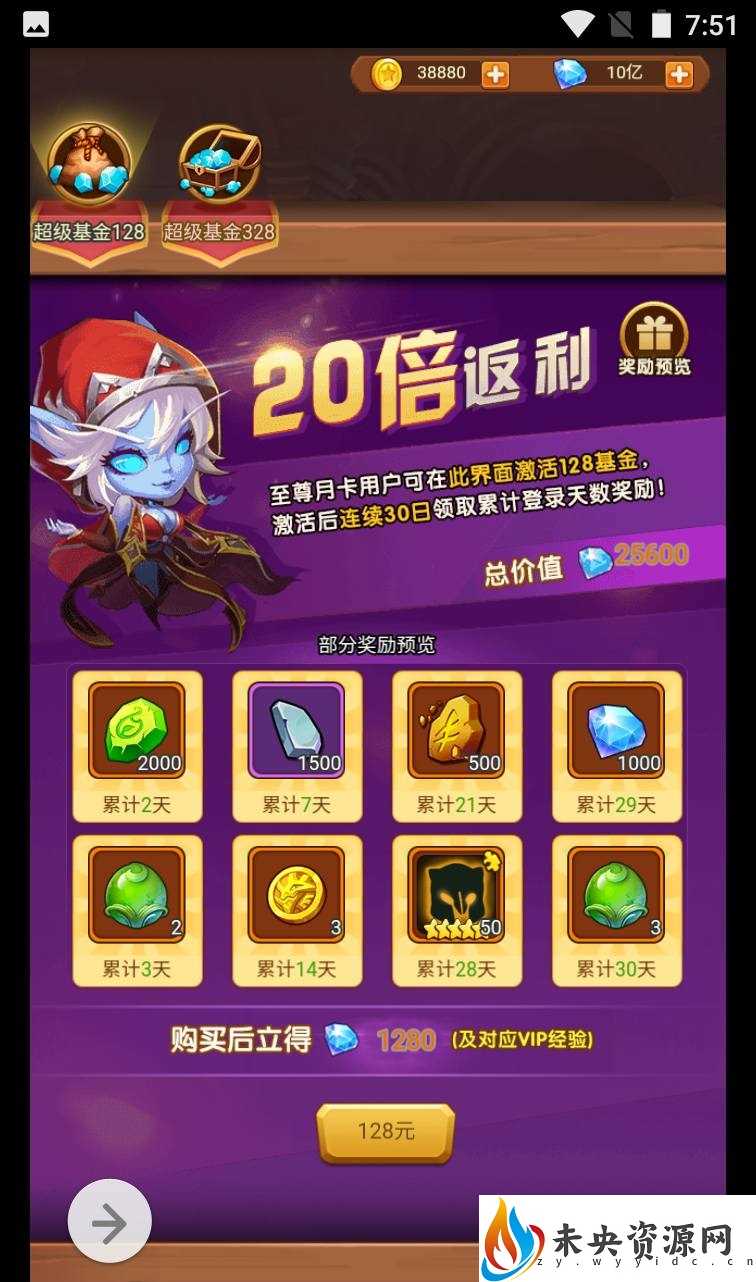 7:51
38880
10亿
超级基金128
超级基金328
20倍返利
奖励预览
至尊月卡用户可在此界面激活128基金，
激活后连续30日领取累计登录天数奖励！
总价值 25600
部分奖励预览
2000 1500 500 1000
累计2天 累计7天 累计21天 累计29天
2 3 50 3
累计3天 累计14天 累计28天 累计30天
购买后立得 1280 (及对应VIP经验)
128元
未央资源网
zy.wyyidc.cn